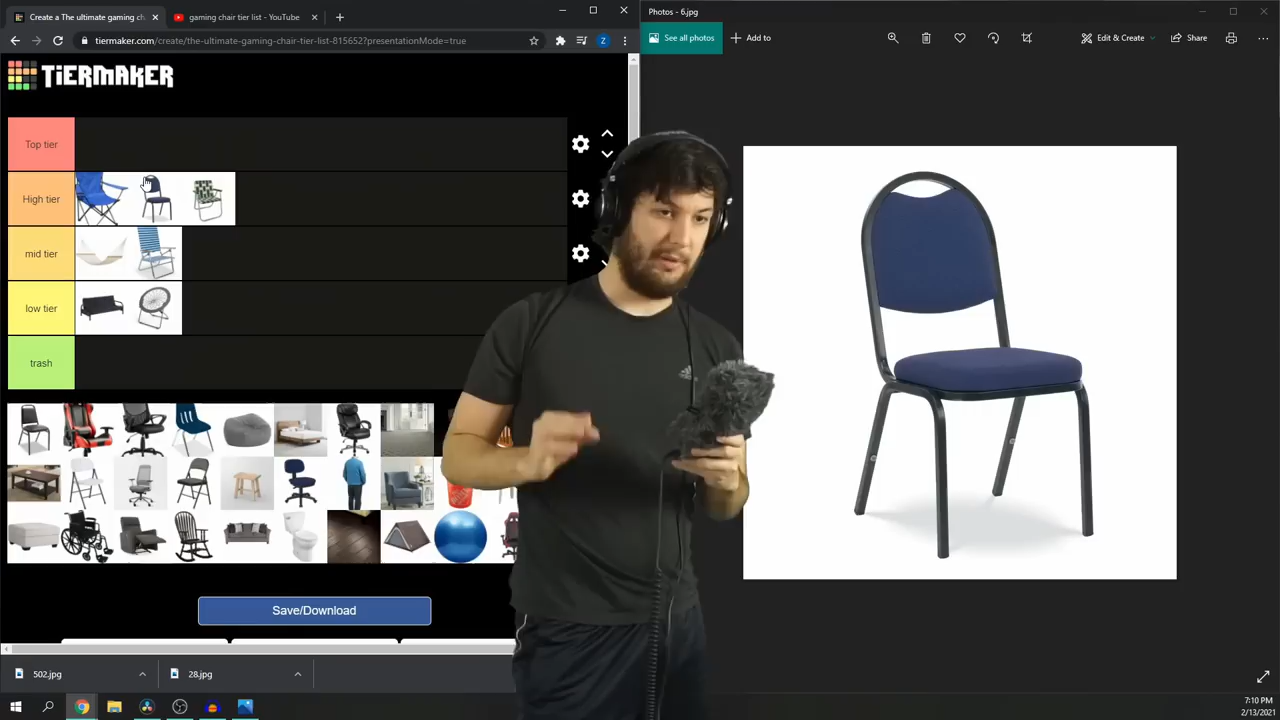 Create a The ultimate gaming ch
gaming chair tier list - YouTube
Photos - 6.jpg
tiermaker.com/create/the-ultimate-gaming-chair-tier-list-815652?presentationMode=true
Z
See all photos
Add to
Edit & Create
Share
TIERMAKER
Top tier
High tier
mid tier
low tier
trash
Save/Download
502.jpg
28.jpg
7:10 PM
2/13/2021